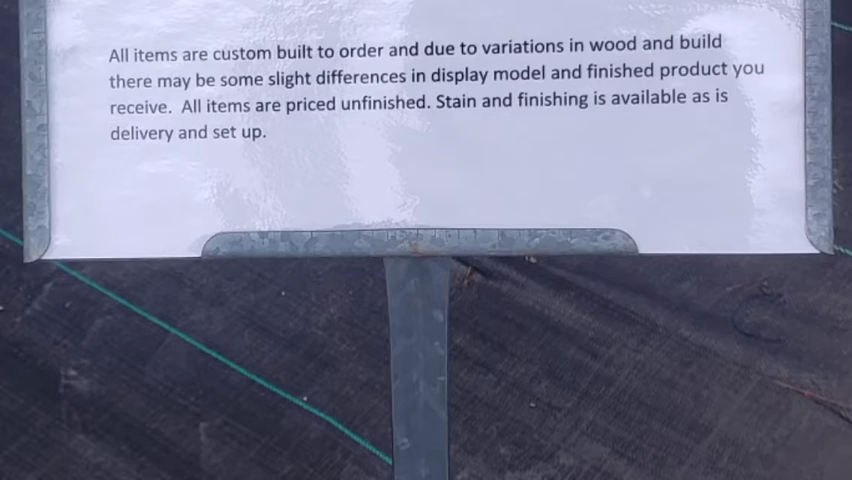 All items are custom built to order and due to variations in wood and build
there may be some slight differences in display model and finished product you
receive.  All items are priced unfinished. Stain and finishing is available as is
delivery and set up.